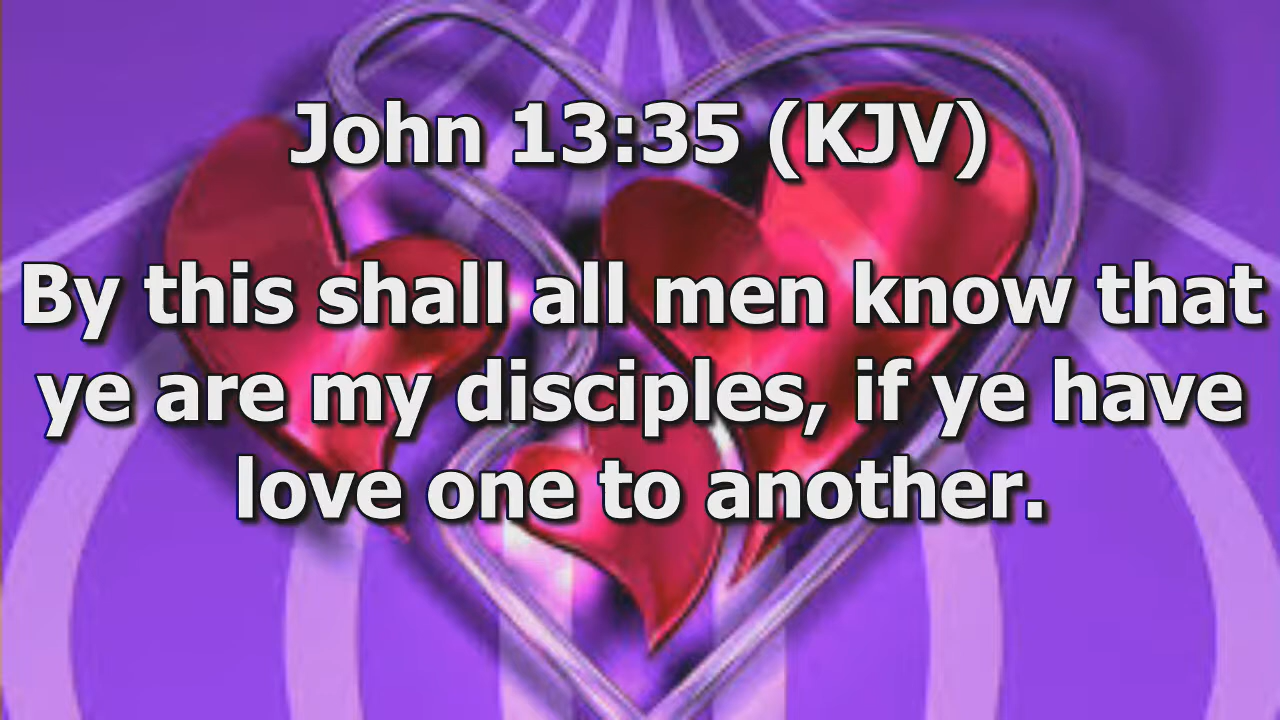 John 13:35 (KJV)
By this shall all men know that
ye are my disciples, if ye have
love one to another.